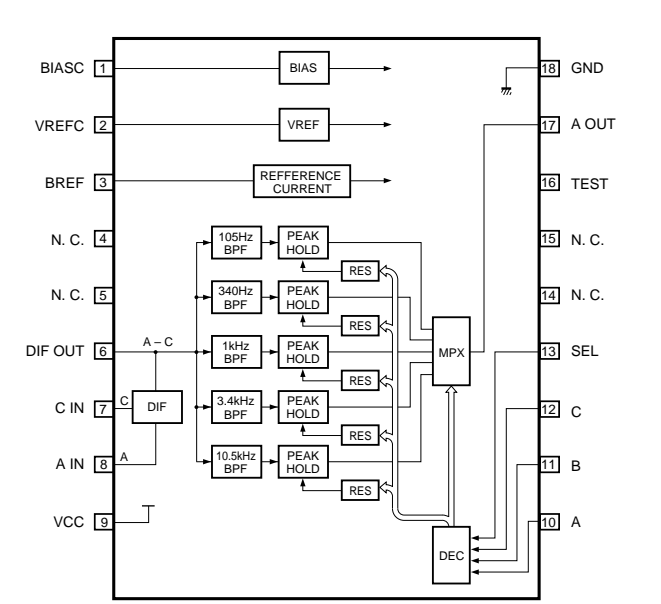 BIASC 1 BIAS 18 GND
VREFC 2 VREF 17 A OUT
BREF 3 REFFERENCE
CURRENT 16 TEST
N. C. 4 105Hz
BPF PEAK
HOLD 15 N. C.
RES
N. C. 5 340Hz
BPF PEAK
HOLD 14 N. C.
RES
DIF OUT 6 A – C 1kHz
BPF PEAK
HOLD MPX 13 SEL
RES
C IN 7 C DIF 3.4kHz
BPF PEAK
HOLD 12 C
RES
A IN 8 A 10.5kHz
BPF PEAK
HOLD 11 B
RES
VCC 9 10 A
DEC